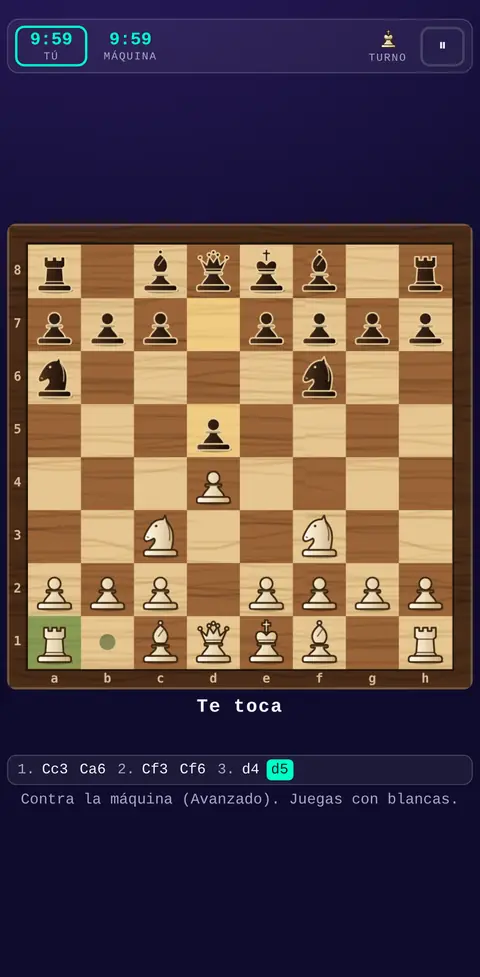 9:59 9:59
TÚ MÁQUINA TURNO
8
7
6
5
4
3
2
1
a b c d e f g h
Te toca
1. Cc3 Ca6 2. Cf3 Cf6 3. d4 d5
Contra la máquina (Avanzado). Juegas con blancas.